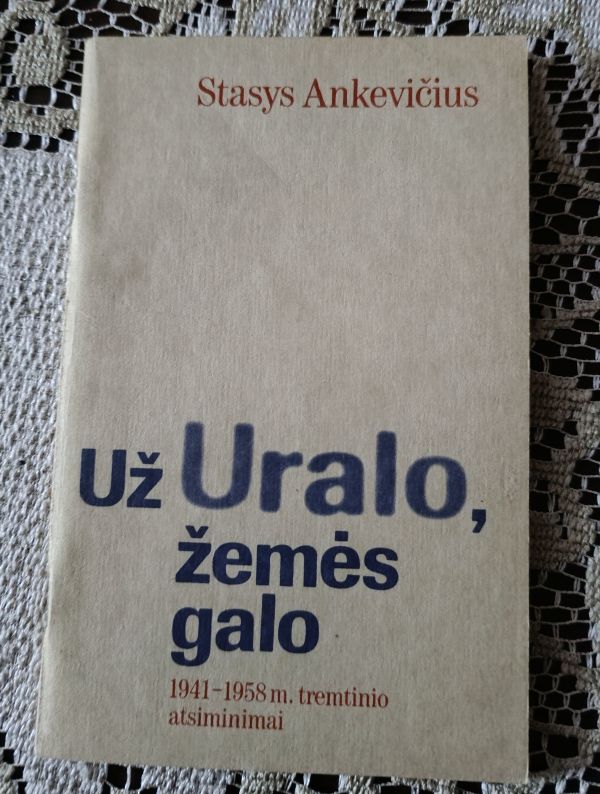 Stasys Ankevičius
Už Uralo,
žemės
galo
1941–1958 m. tremtinio
atsiminimai